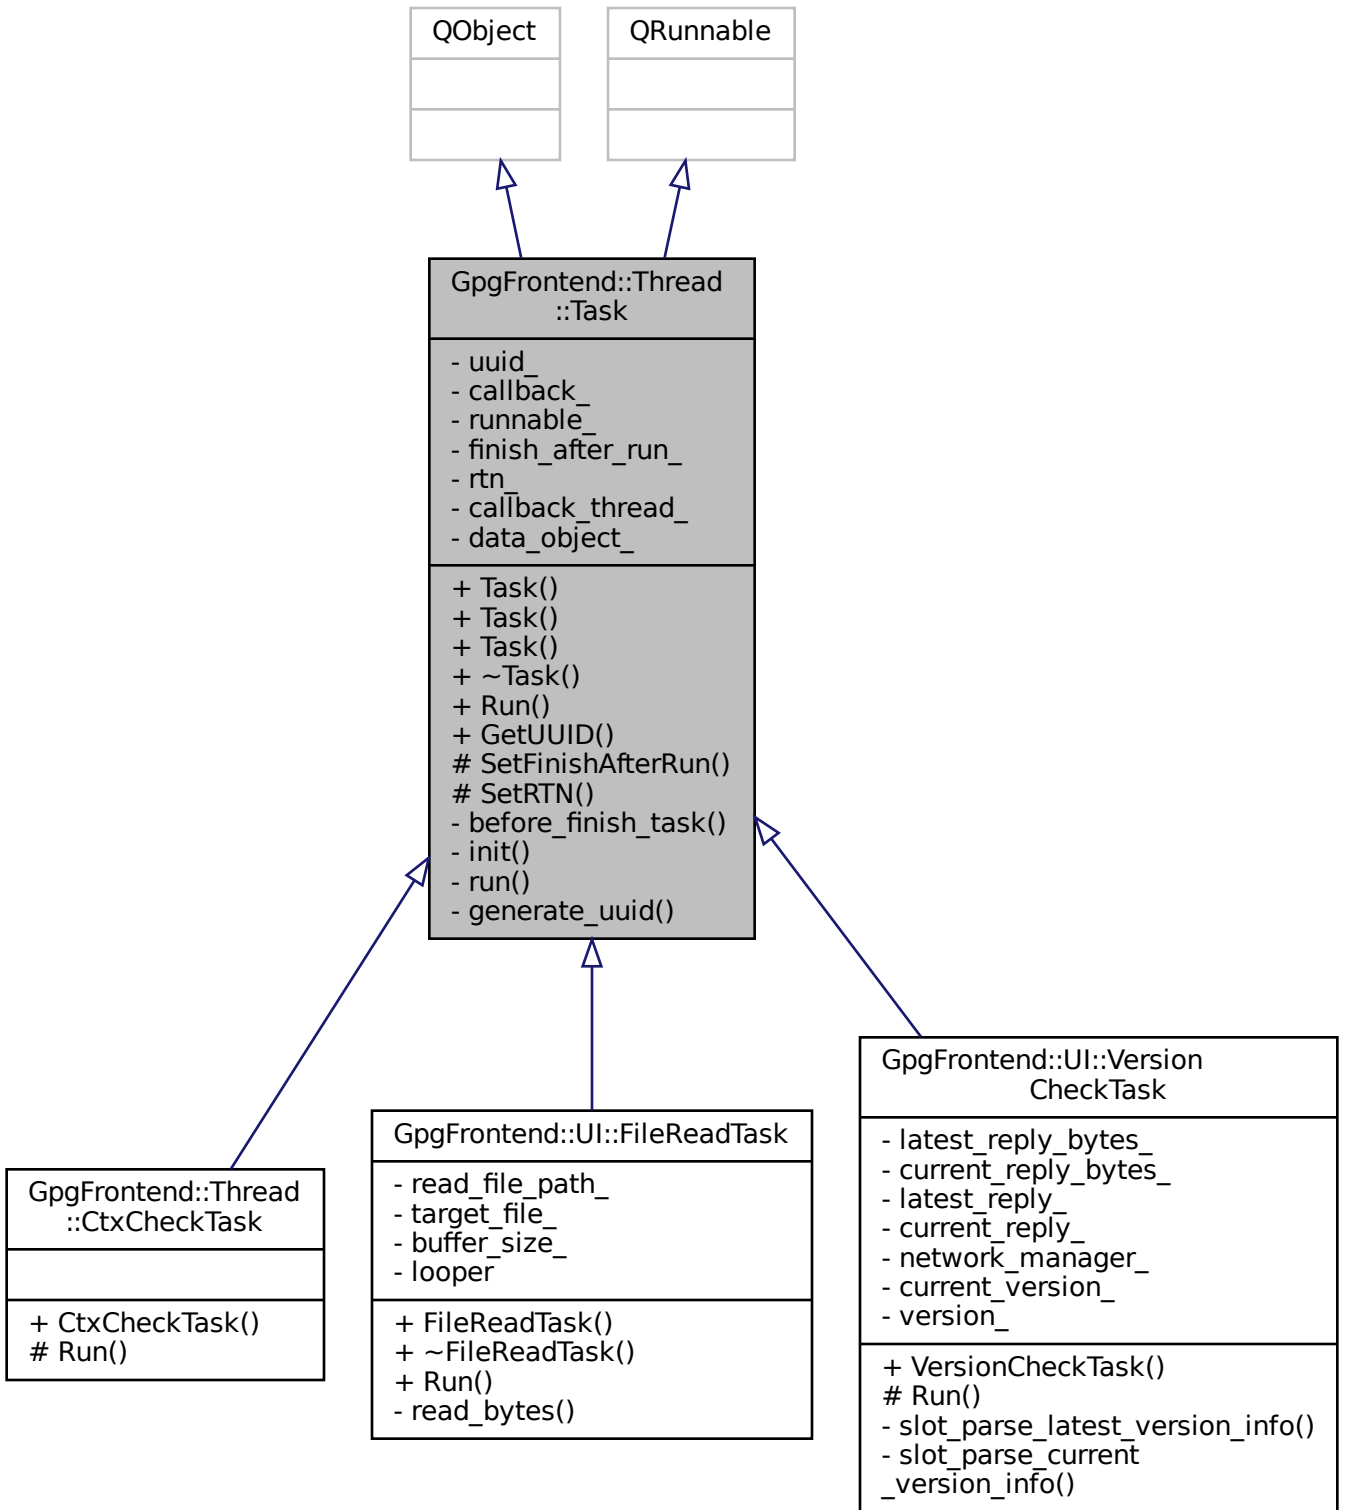 QObject
QRunnable
GpgFrontend::Thread
::Task
- uuid_
- callback_
- runnable_
- finish_after_run_
- rtn_
- callback_thread_
- data_object_
+ Task()
+ Task()
+ Task()
+ ~Task()
+ Run()
+ GetUUID()
# SetFinishAfterRun()
# SetRTN()
- before_finish_task()
- init()
- run()
- generate_uuid()
GpgFrontend::Thread
::CtxCheckTask
+ CtxCheckTask()
# Run()
GpgFrontend::UI::FileReadTask
- read_file_path_
- target_file_
- buffer_size_
- looper
+ FileReadTask()
+ ~FileReadTask()
+ Run()
- read_bytes()
GpgFrontend::UI::Version
CheckTask
- latest_reply_bytes_
- current_reply_bytes_
- latest_reply_
- current_reply_
- network_manager_
- current_version_
- version_
+ VersionCheckTask()
# Run()
- slot_parse_latest_version_info()
- slot_parse_current
_version_info()